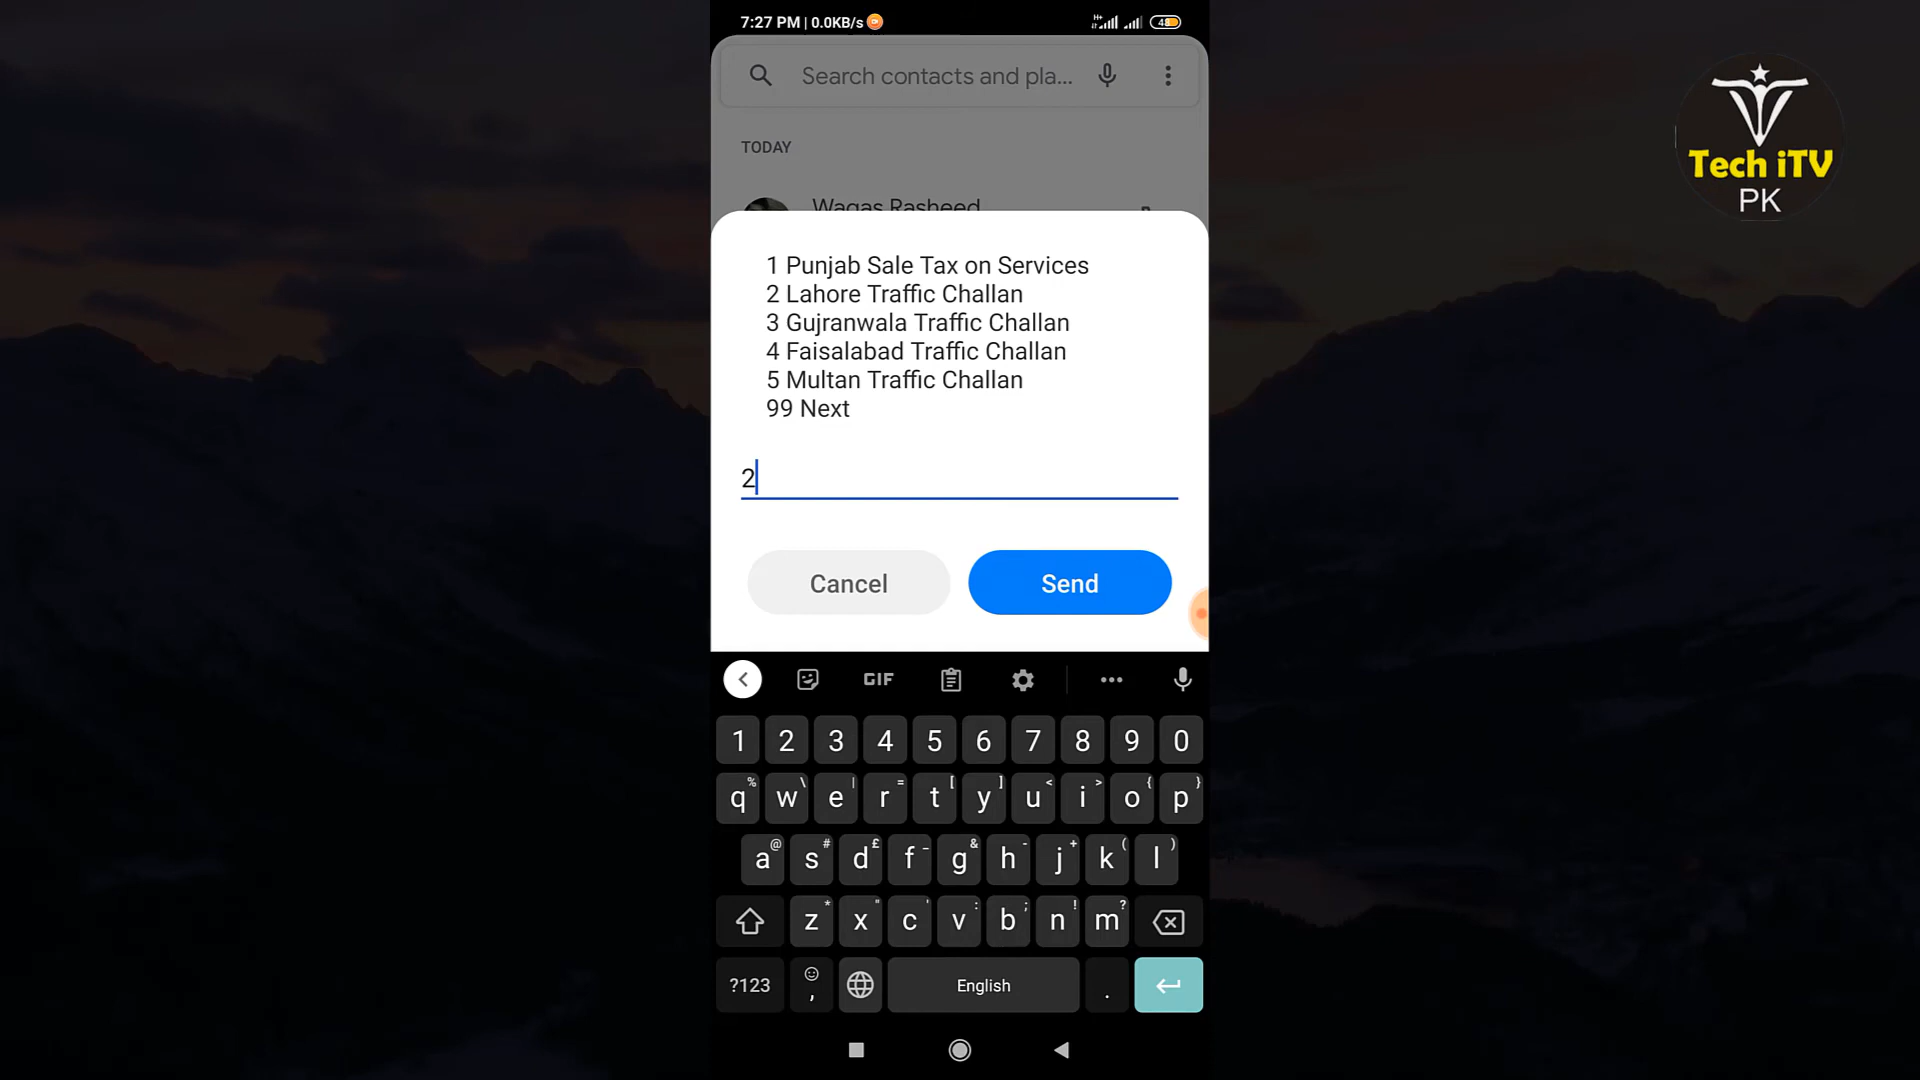 7:27 PM | 0.0KB/s
H+
48
Tech iTV
PK
Search contacts and pla...
TODAY
Waqas Rasheed
1 Punjab Sale Tax on Services
2 Lahore Traffic Challan
3 Gujranwala Traffic Challan
4 Faisalabad Traffic Challan
5 Multan Traffic Challan
99 Next
2
Cancel Send
GIF
1 2 3 4 5 6 7 8 9 0
q % w \ e | r = t [ y ] u < i > o { p }
a @ s # d £ f _ g & h - j + k ( l )
z * x " c ' v : b ; n ! m ?
?123 , English .